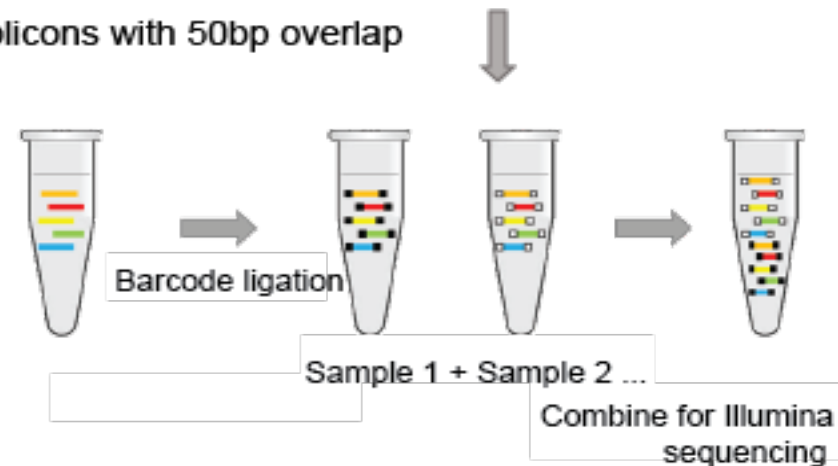 plicons with 50bp overlap
Barcode ligation
Sample 1 + Sample 2 ...
Combine for Illumina
sequencing